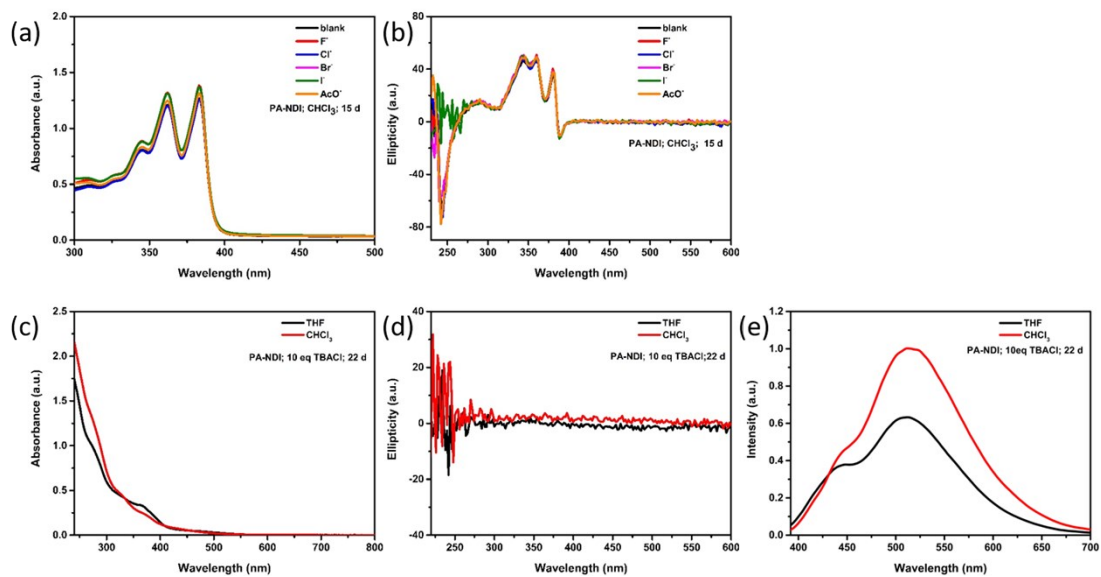 (a)
2.0
1.5
1.0
0.5
0.0
Absorbance (a.u.)
blank
F⁻
Cl⁻
Br⁻
I⁻
AcO⁻
PA-NDI; CHCl₃; 15 d
300 350 400 450 500
Wavelength (nm)
(b)
80
40
0
-40
-80
Ellipticity (a.u.)
blank
F⁻
Cl⁻
Br⁻
I⁻
AcO⁻
PA-NDI; CHCl₃; 15 d
250 300 350 400 450 500 550 600
Wavelength (nm)
(c)
2.5
2.0
1.5
1.0
0.5
0.0
Absorbance (a.u.)
THF
CHCl₃
PA-NDI; 10 eq TBACl; 22 d
300 400 500 600 700 800
Wavelength (nm)
(d)
40
20
0
-20
-40
Ellipticity (a.u.)
THF
CHCl₃
PA-NDI; 10 eq TBACl;22 d
250 300 350 400 450 500 550 600
Wavelength (nm)
(e)
1.2
1.0
0.8
0.6
0.4
0.2
0.0
Intensity (a.u.)
THF
CHCl₃
PA-NDI; 10eq TBACl; 22 d
400 450 500 550 600 650 700
Wavelength (nm)